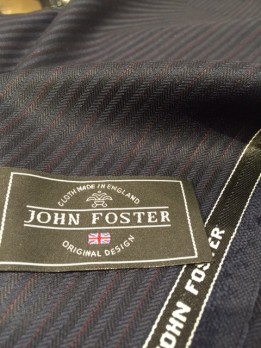 CLOTH MADE IN ENGLAND
JOHN FOSTER
ORIGINAL DESIGN
JOHN FOSTER